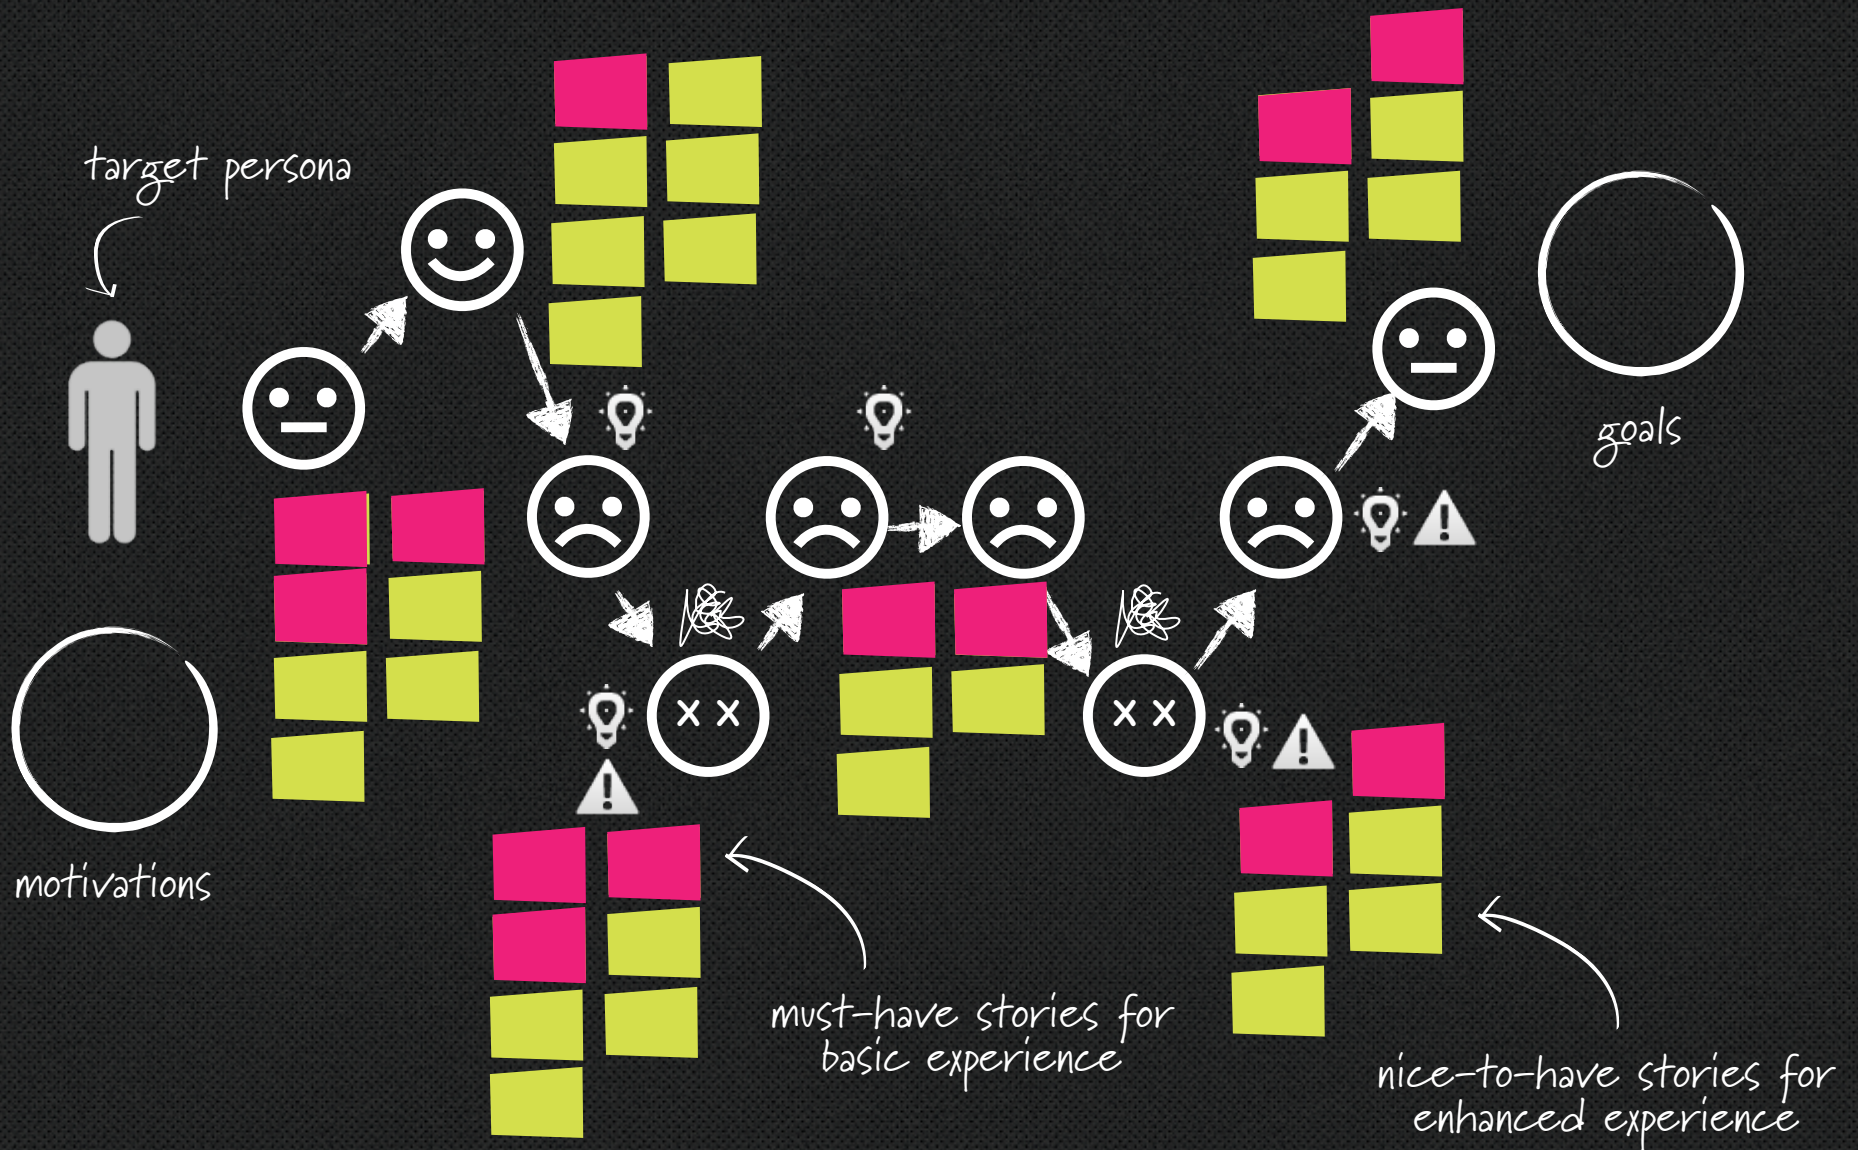 target persona
goals
motivations
must-have stories for
basic experience
nice-to-have stories for
enhanced experience